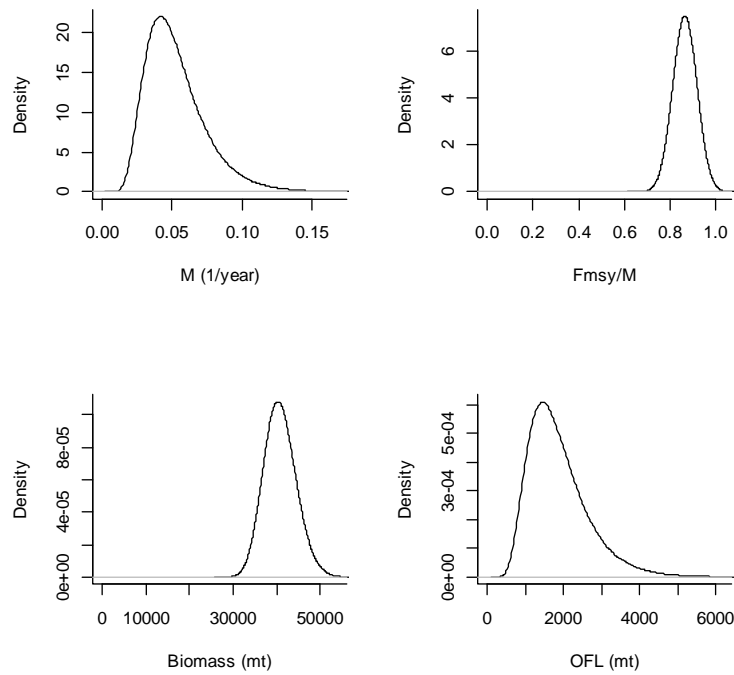 Density
20
15
10
5
0
0.00 0.05 0.10 0.15
M (1/year)
Density
6
4
2
0
0.0 0.2 0.4 0.6 0.8 1.0
Fmsy/M
Density
8e-05
4e-05
0e+00
0 10000 30000 50000
Biomass (mt)
Density
5e-04
3e-04
0e+00
0 2000 4000 6000
OFL (mt)